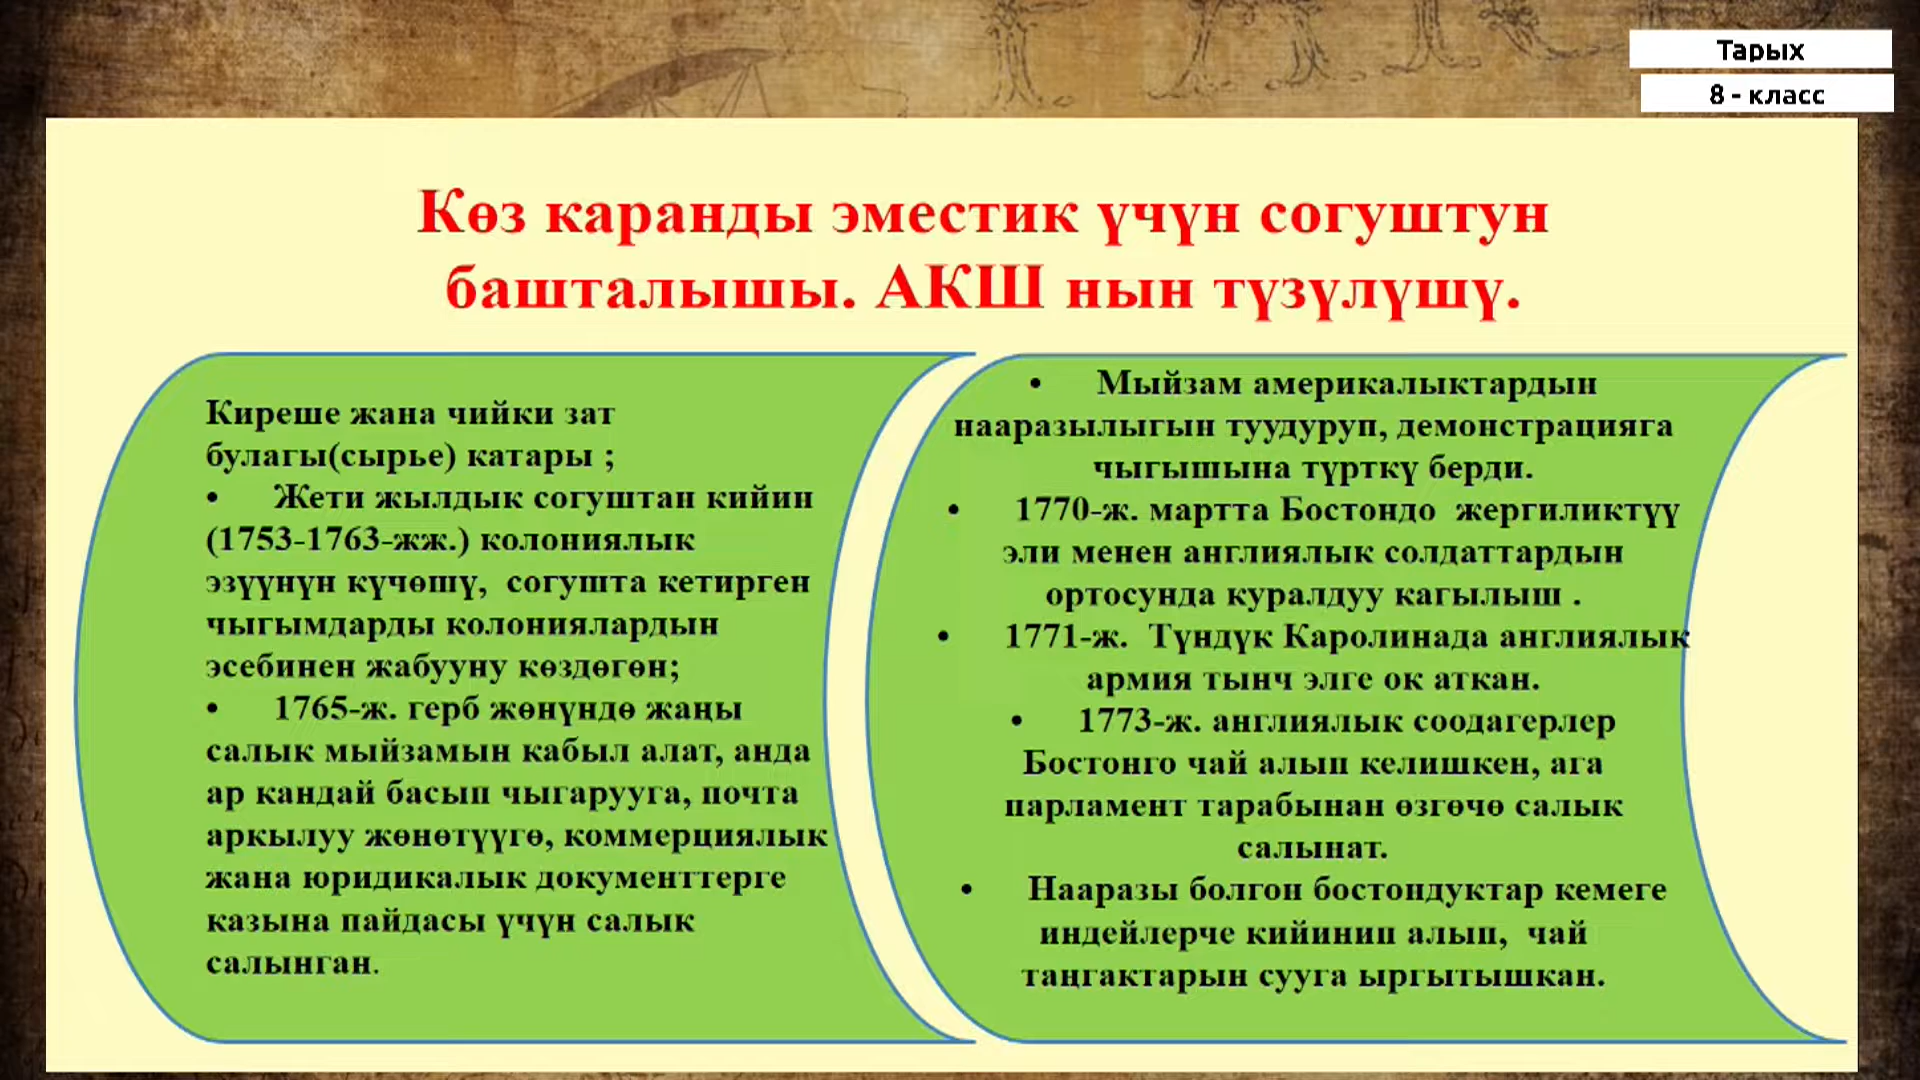 Тарых
8 - класс
Көз каранды эместик үчүн согуштун
башталышы. АКШ нын түзүлүшү.
Киреше жана чийки зат
булагы(сырье) катары ;
• Жети жылдык согуштан кийин
(1753-1763-жж.) колониялык
эзүүнүн күчөшү, согушта кетирген
чыгымдарды колониялардын
эсебинен жабууну көздөгөн;
• 1765-ж. герб жөнүндө жаңы
салык мыйзамын кабыл алат, анда
ар кандай басып чыгарууга, почта
аркылуу жөнөтүүгө, коммерциялык
жана юридикалык документтерге
казына пайдасы үчүн салык
салынган.
• Мыйзам америкалыктардын
нааразылыгын туудуруп, демонстрацияга
чыгышына түрткү берди.
• 1770-ж. мартта Бостондо жергиликтүү
эли менен англиялык солдаттардын
ортосунда куралдуу кагылыш .
• 1771-ж. Түндүк Каролинада англиялык
армия тынч элге ок аткан.
• 1773-ж. англиялык соодагерлер
Бостонго чай алып келишкен, ага
парламент тарабынан өзгөчө салык
салынат.
• Нааразы болгон бостондуктар кемеге
индейлерче кийинип алып, чай
таңгактарын сууга ыргытышкан.